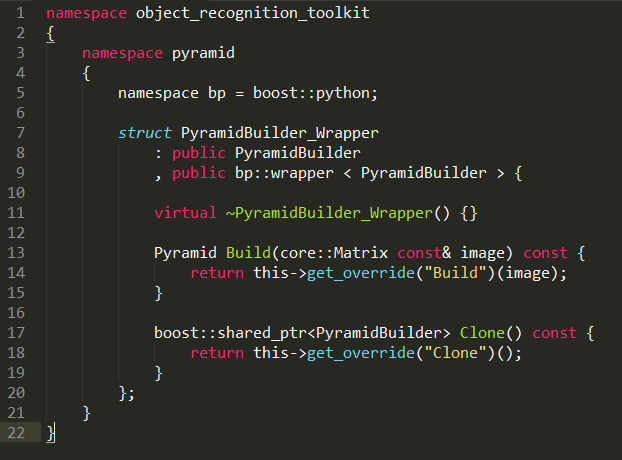 1 namespace object_recognition_toolkit
2 {
3     namespace pyramid
4     {
5         namespace bp = boost::python;
6
7         struct PyramidBuilder_Wrapper
8             : public PyramidBuilder
9             , public bp::wrapper < PyramidBuilder > {
10
11             virtual ~PyramidBuilder_Wrapper() {}
12
13             Pyramid Build(core::Matrix const& image) const {
14                 return this->get_override("Build")(image);
15             }
16
17             boost::shared_ptr<PyramidBuilder> Clone() const {
18                 return this->get_override("Clone")();
19             }
20         };
21     }
22 }